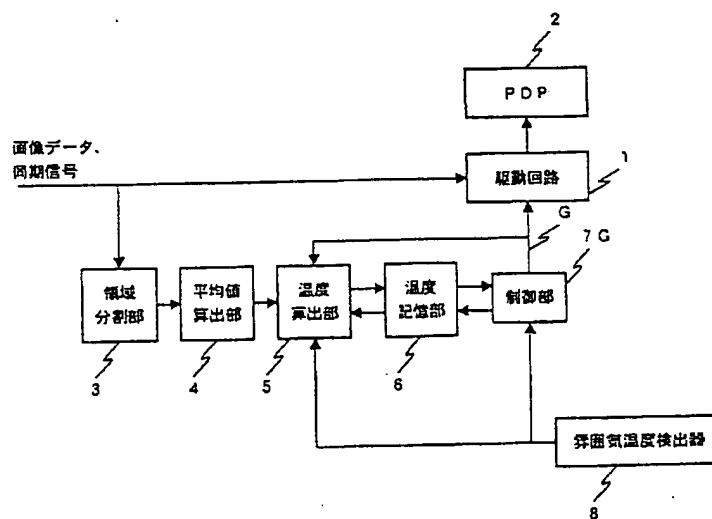 2
PDP
画像データ、
同期信号
駆動回路
1
G
7G
領域
分割部
平均値
算出部
温度
算出部
温度
記憶部
制御部
3
4
5
6
雰囲気温度検出器
8